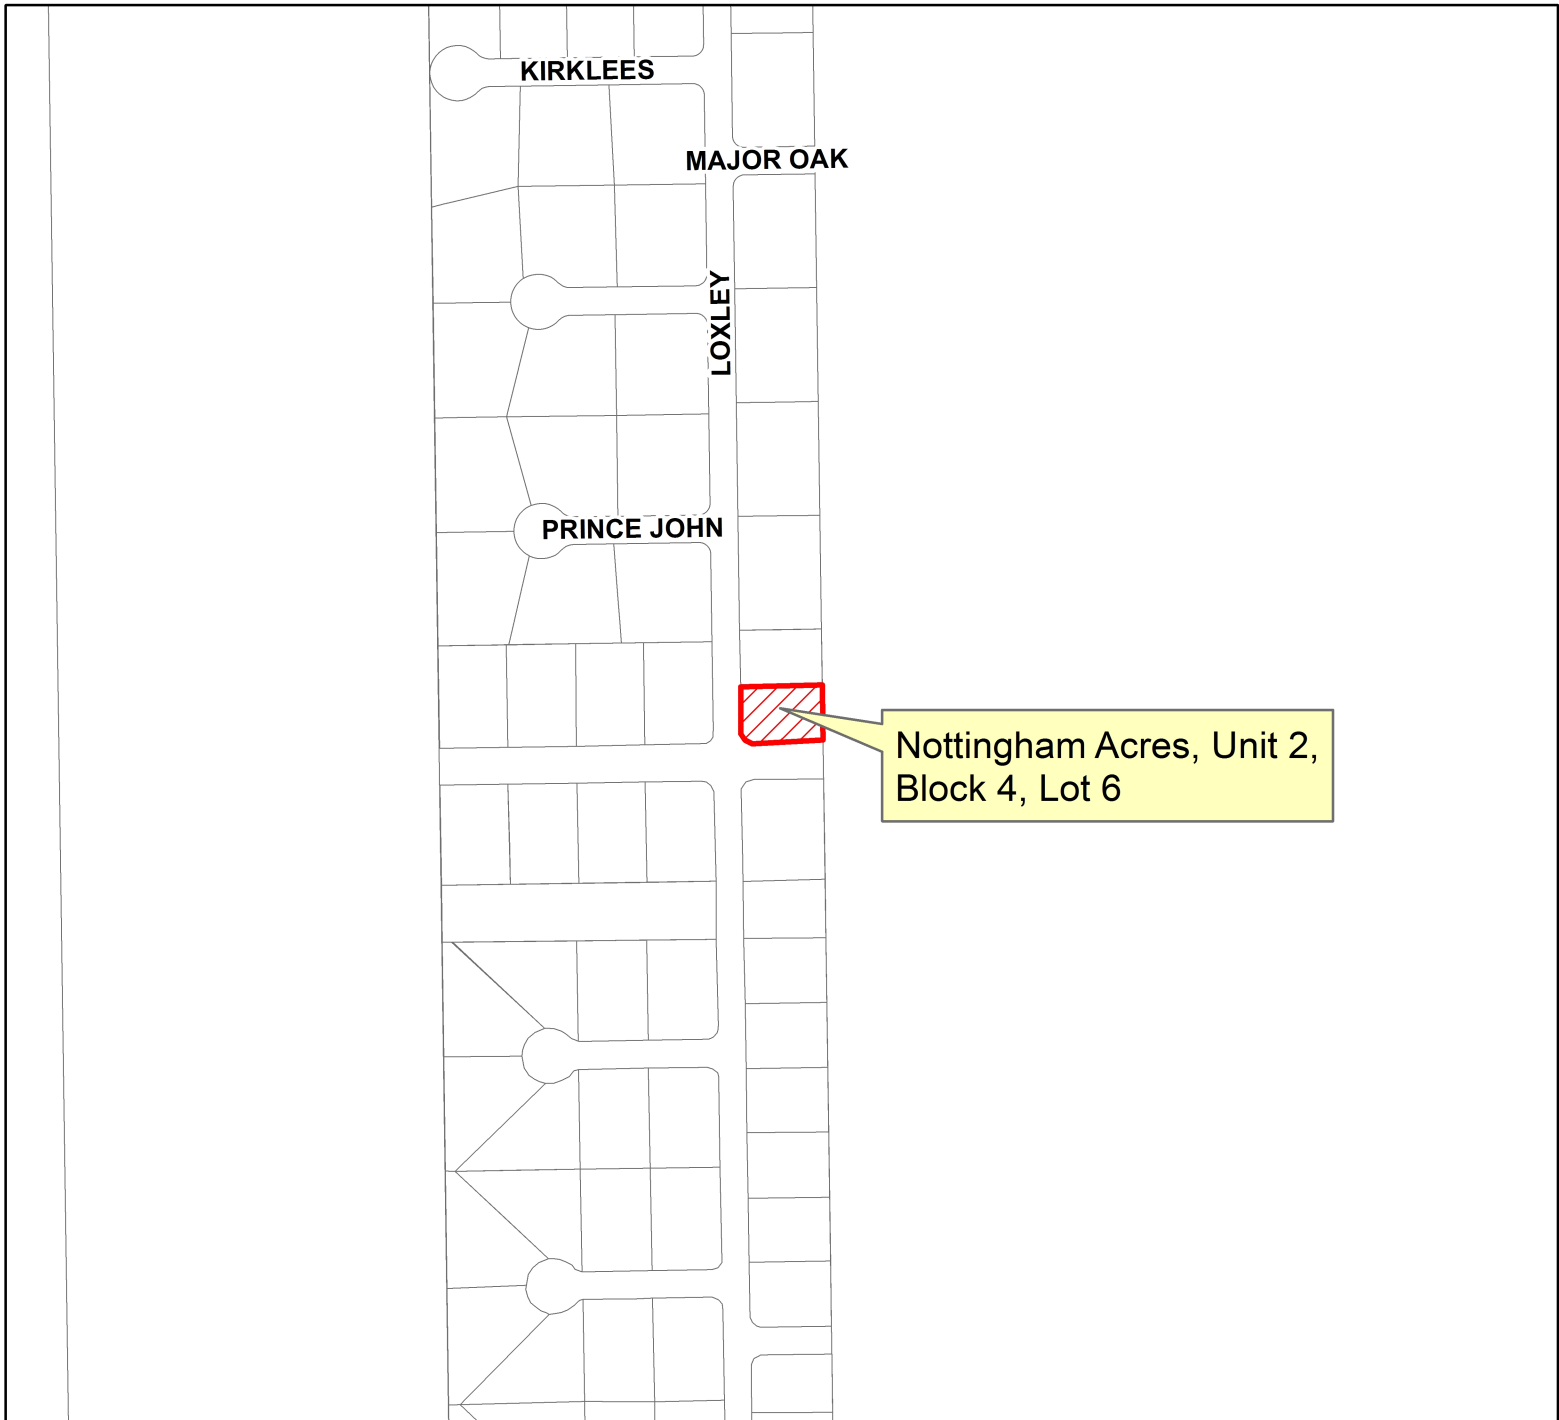 KIRKLEES
MAJOR OAK
LOXLEY
PRINCE JOHN
Nottingham Acres, Unit 2,
Block 4, Lot 6